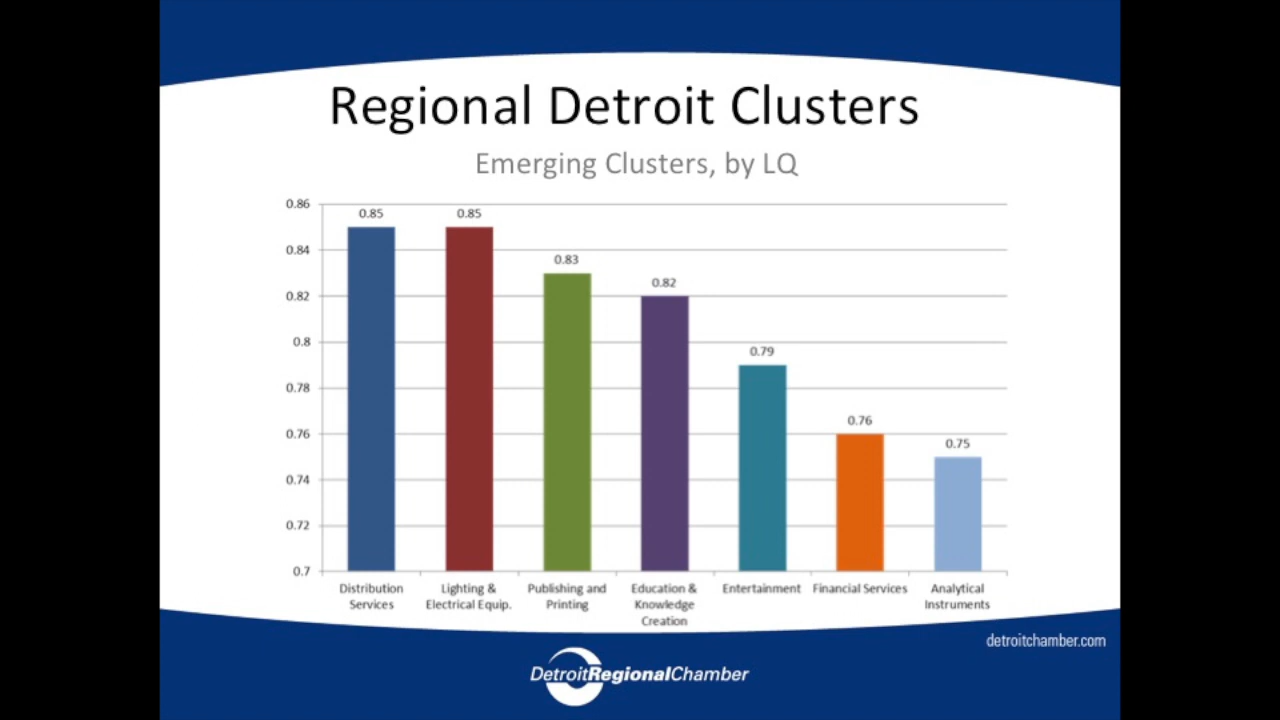 Regional Detroit Clusters
Emerging Clusters, by LQ
0.86
0.84
0.82
0.8
0.78
0.76
0.74
0.72
0.7
0.85
0.85
0.83
0.82
0.79
0.76
0.75
Distribution
Services
Lighting &
Electrical Equip.
Publishing and
Printing
Education &
Knowledge
Creation
Entertainment
Financial Services
Analytical
Instruments
detroitchamber.com
DetroitRegionalChamber